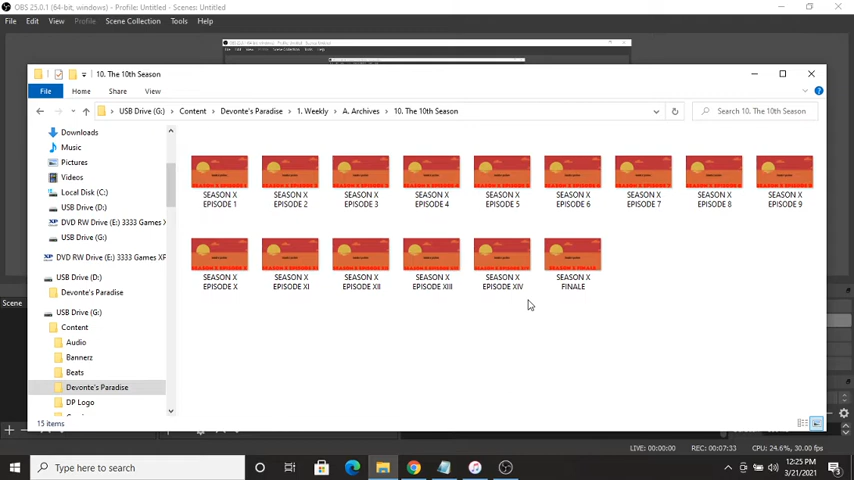 OBS 25.0.1 (64-bit, windows) - Profile: Untitled - Scenes: Untitled
File Edit View Profile Scene Collection Tools Help
10. The 10th Season
File Home Share View
USB Drive (G:) Content Devonte's Paradise 1. Weekly A. Archives 10. The 10th Season
Search 10. The 10th Season
Downloads
Music
Pictures
Videos
Local Disk (C:)
USB Drive (D:)
DVD RW Drive (E:) 3333 Games X
USB Drive (G:)
DVD RW Drive (E:) 3333 Games XF
USB Drive (D:)
Devonte's Paradise
USB Drive (G:)
Content
Audio
Bannerz
Beats
Devonte's Paradise
DP Logo
SEASON X EPISODE 1
SEASON X EPISODE 2
SEASON X EPISODE 3
SEASON X EPISODE 4
SEASON X EPISODE 5
SEASON X EPISODE 6
SEASON X EPISODE 7
SEASON X EPISODE 8
SEASON X EPISODE 9
SEASON X EPISODE X
SEASON X EPISODE XI
SEASON X EPISODE XII
SEASON X EPISODE XIII
SEASON X EPISODE XIV
SEASON X FINALE
15 items
Scene
LIVE: 00:00:00 REC: 00:07:33 CPU: 24.6%, 30.00 fps
Type here to search
12:25 PM
3/21/2021